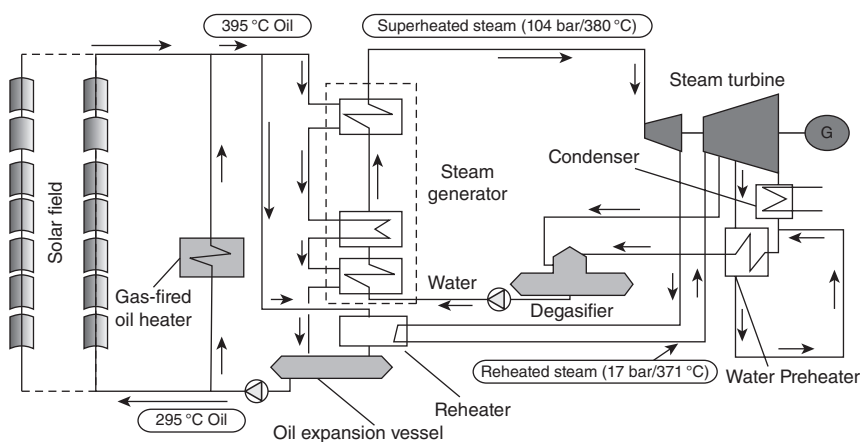 395 °C Oil
Superheated steam (104 bar/380 °C)
Steam turbine
G
Condenser
Steam
generator
Solar field
Gas-fired
oil heater
Water
Degasifier
Reheated steam (17 bar/371 °C)
Water Preheater
Reheater
295 °C Oil
Oil expansion vessel